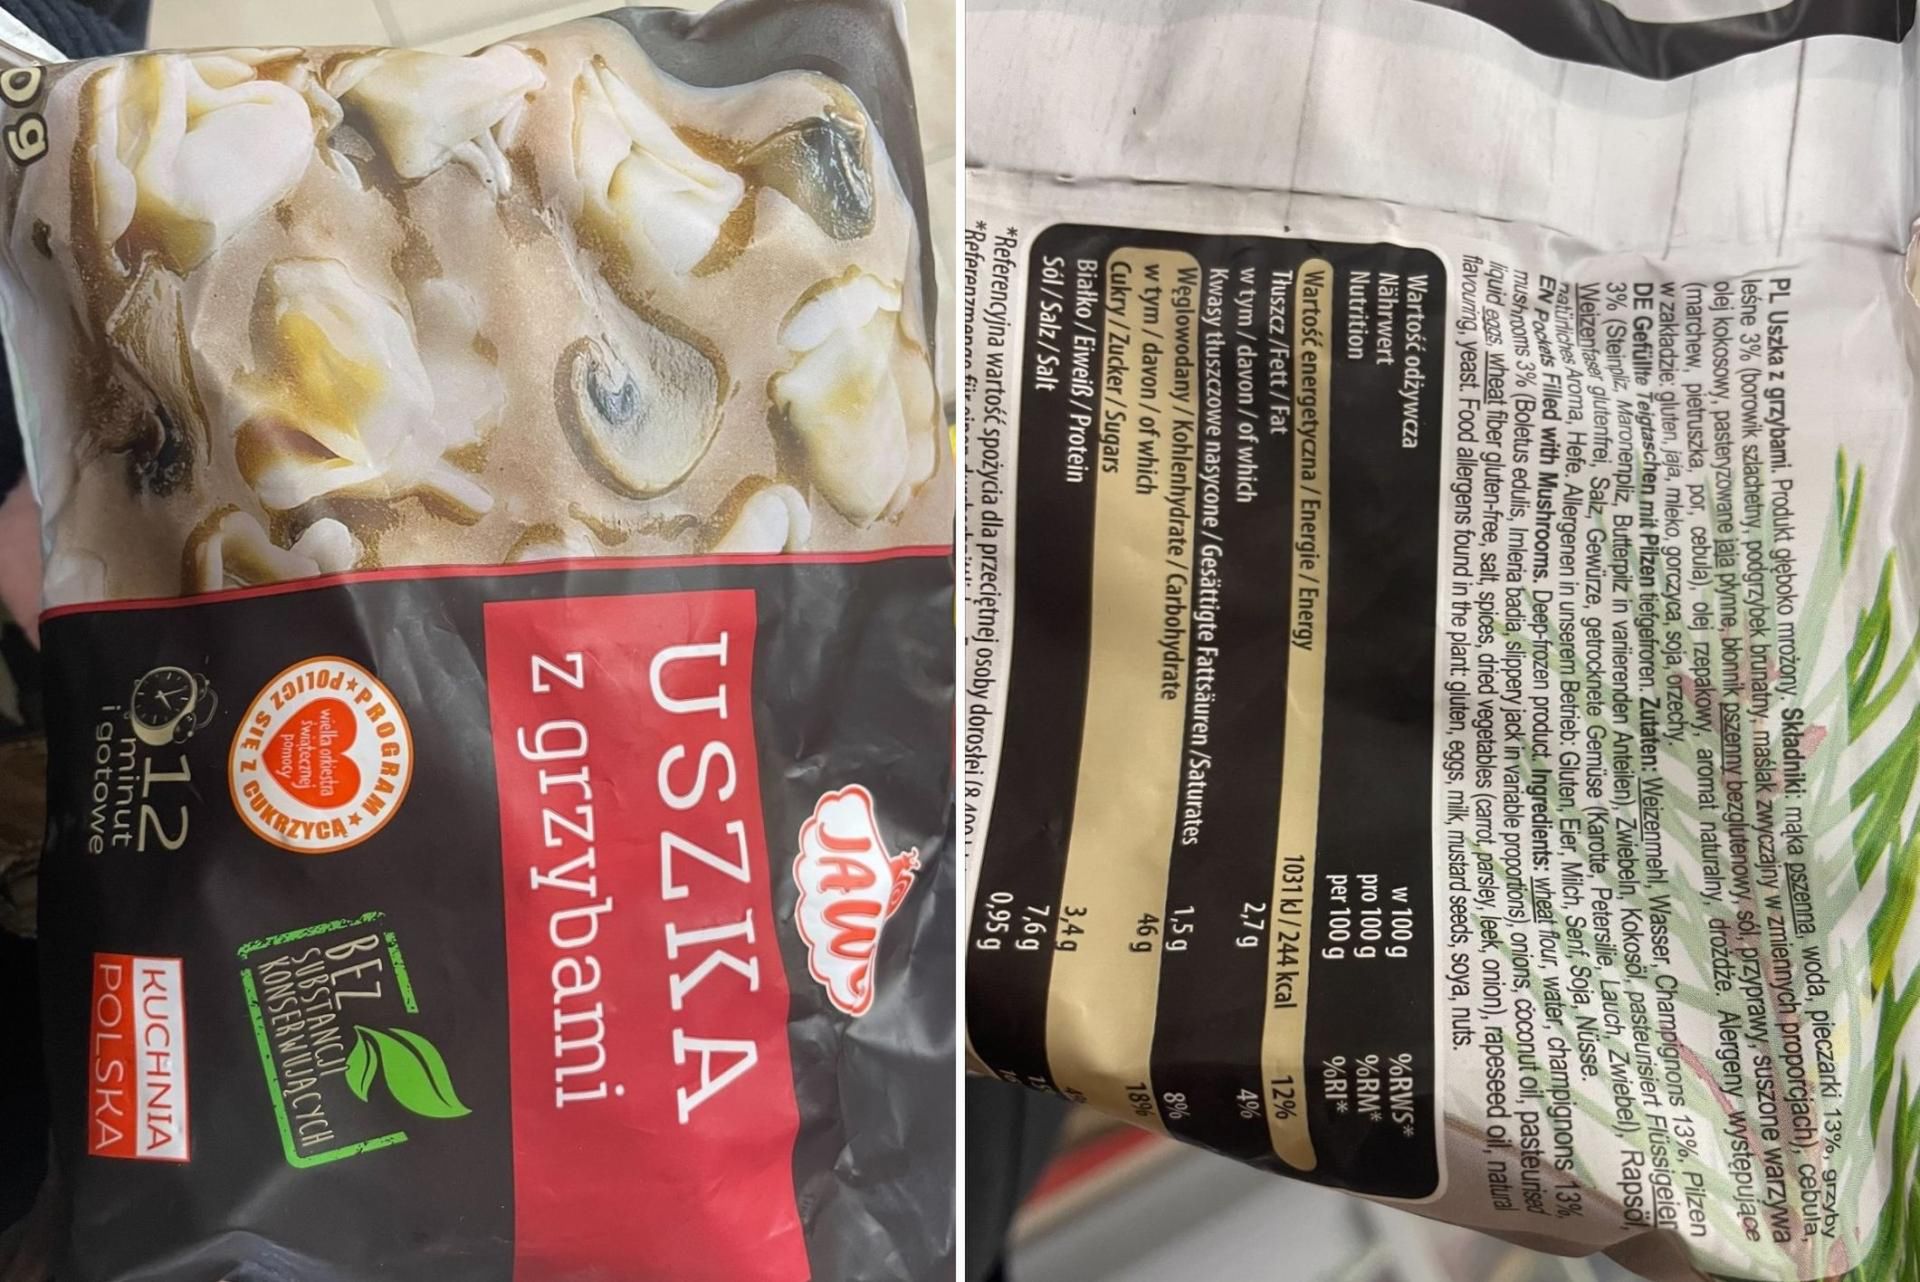 0g
JAWO
USZKA
z grzybami
★PROGRAM★
POLICZ SIĘ Z CUKRZYCĄ
wielka orkiestra
świątecznej
pomocy
12
minut
i gotowe
BEZ
SUBSTANCJI
KONSERWUJĄCYCH
KUCHNIA
POLSKA
PL Uszka z grzybami. Produkt głęboko mrożony. Składniki: mąka pszenna, woda, pieczarki 13%, grzyby
leśne 3% (borowik szlachetny, podgrzybek brunatny, maślak zwyczajny w zmiennych proporcjach), cebula,
olej kokosowy, pasteryzowane jaja płynne, błonnik pszenny bezglutenowy, sól, przyprawy, suszone warzywa
(marchew, pietruszka, por, cebula), olej rzepakowy, aromat naturalny, drożdże. Alergeny występujące
w zakładzie: gluten, jaja, mleko, gorczyca, soja, orzechy.
DE Gefüllte Teigtaschen mit Pilzen tiefgefroren. Zutaten: Weizenmehl, Wasser, Champignons 13%, Pilzen
3% (Steinpilz, Maronenpilz, Butterpilz in variierenden Anteilen), Zwiebeln, Kokosöl, pasteurisiert Flüssigeier,
Weizenfaser glutenfrei, Salz, Gewürze, getrocknete Gemüse (Karotte, Petersilie, Lauch, Zwiebel), Rapsöl,
natürliches Aroma, Hefe. Allergenen in unserem Betrieb: Gluten, Eier, Milch, Senf, Soja, Nüsse.
EN Pockets Filled with Mushrooms. Deep-frozen product. Ingredients: wheat flour, water, champignons 13%,
mushrooms 3% (Boletus edulis, Imleria badia, slippery jack in variable proportions), onions, coconut oil, pasteurised
liquid eggs, wheat fiber gluten-free, salt, spices, dried vegetables (carrot, parsley, leek, onion), rapeseed oil, natural
flavouring, yeast. Food allergens found in the plant: gluten, eggs, milk, mustard seeds, soya, nuts.
Wartość odżywcza w 100 g %RWS*
Nährwert pro 100 g %RM*
Nutrition per 100 g %RI*
Wartość energetyczna / Energie / Energy 1031 kJ / 244 kcal 12%
Tłuszcz / Fett / Fat 2,7 g 4%
w tym / davon / of which
Kwasy tłuszczowe nasycone / Gesättigte Fattsäuren / Saturates 1,5 g 8%
Węglowodany / Kohlenhydrate / Carbohydrate 46 g 18%
w tym / davon / of which
Cukry / Zucker / Sugars 3,4 g 4%
Białko / Eiweiß / Protein 7,6 g
Sól / Salz / Salt 0,95 g
*Referencyjna wartość spożycia dla przeciętnej osoby dorosłej (8 400
*Referenzmenge für einen